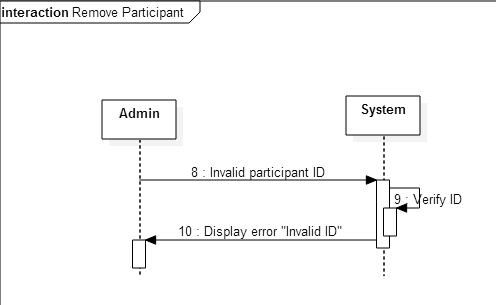 interaction Remove Participant
Admin
System
8 : Invalid participant ID
9 : Verify ID
10 : Display error "Invalid ID"